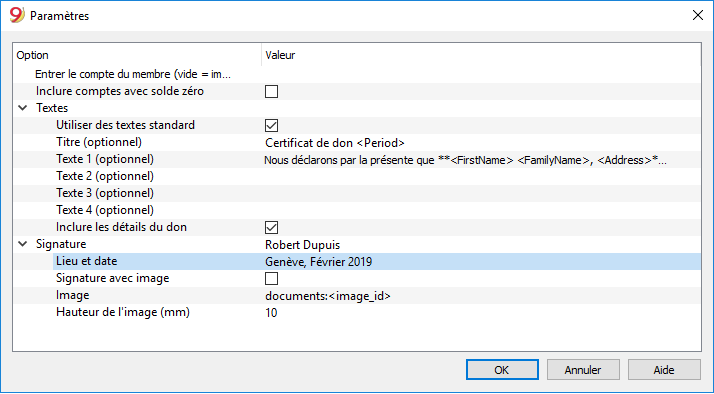 9 Paramètres
Option Valeur
Entrer le compte du membre (vide = im...
Inclure comptes avec solde zéro
Textes
Utiliser des textes standard
Titre (optionnel) Certificat de don <Period>
Texte 1 (optionnel) Nous déclarons par la présente que **<FirstName> <FamilyName>, <Address>*...
Texte 2 (optionnel)
Texte 3 (optionnel)
Texte 4 (optionnel)
Inclure les détails du don
Signature Robert Dupuis
Lieu et date Genève, Février 2019
Signature avec image
Image documents:<image_id>
Hauteur de l'image (mm) 10
OK Annuler Aide